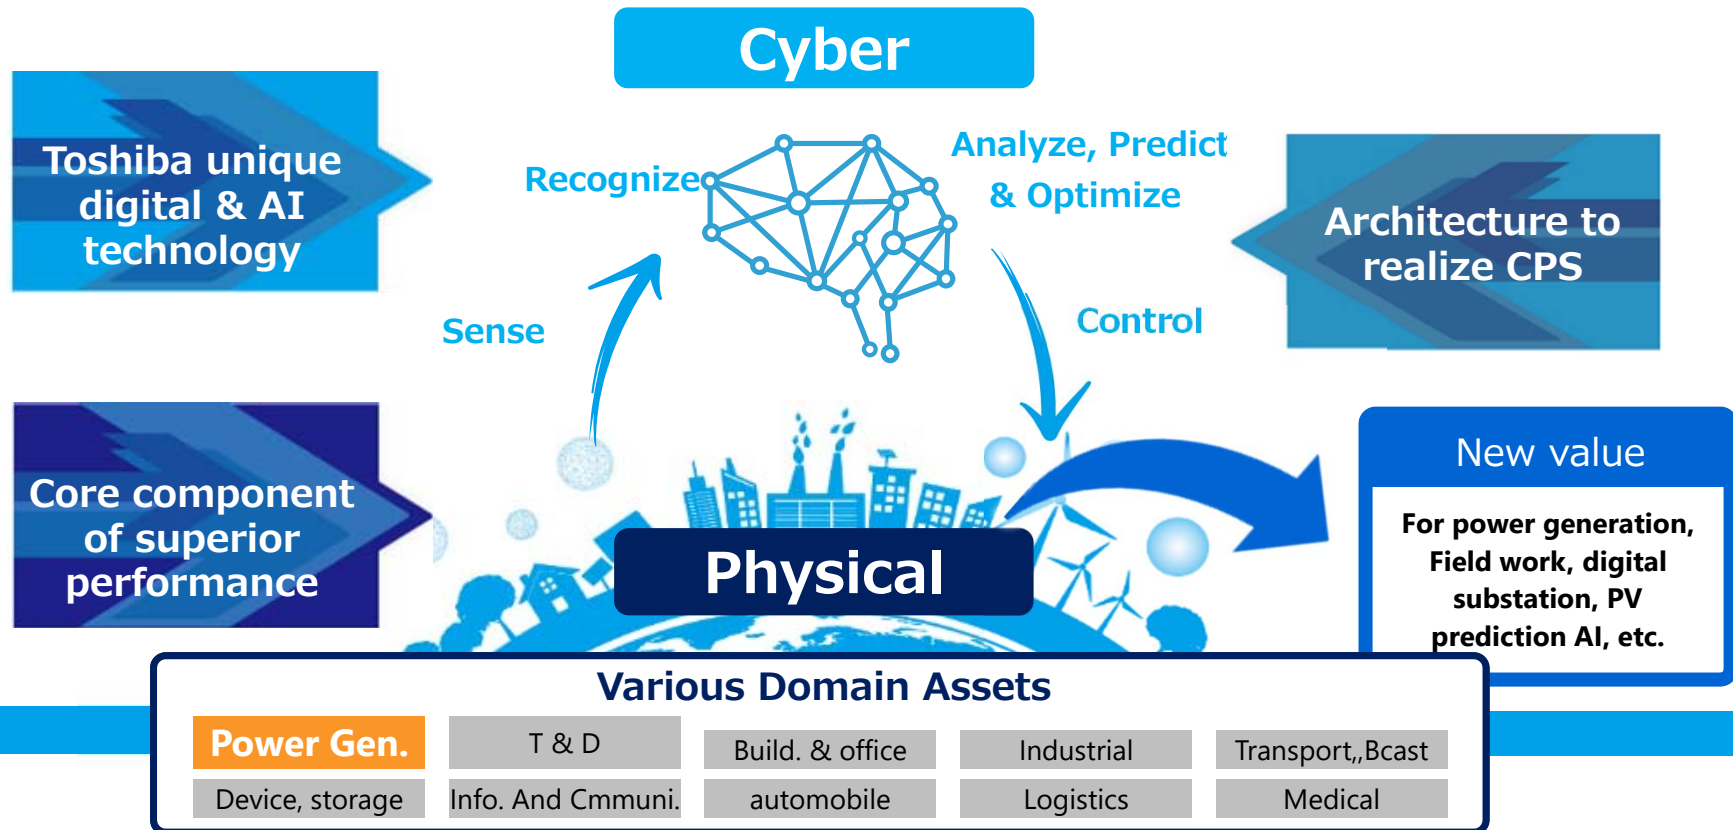 Cyber
Toshiba unique
digital & AI
technology
Recognize
Analyze, Predict
& Optimize
Architecture to
realize CPS
Sense
Control
Core component
of superior
performance
Physical
New value
For power generation,
Field work, digital
substation, PV
prediction AI, etc.
Various Domain Assets
Power Gen.
T & D
Build. & office
Industrial
Transport,,Bcast
Device, storage
Info. And Cmmuni.
automobile
Logistics
Medical